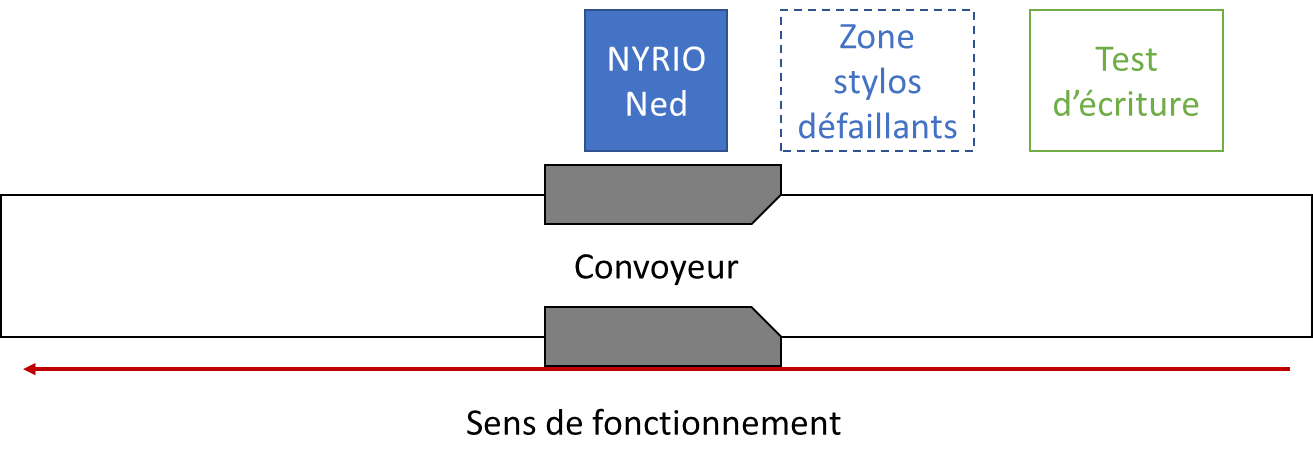 NYRIO
Ned
Zone
stylos
défaillants
Test
d'écriture
Convoyeur
Sens de fonctionnement